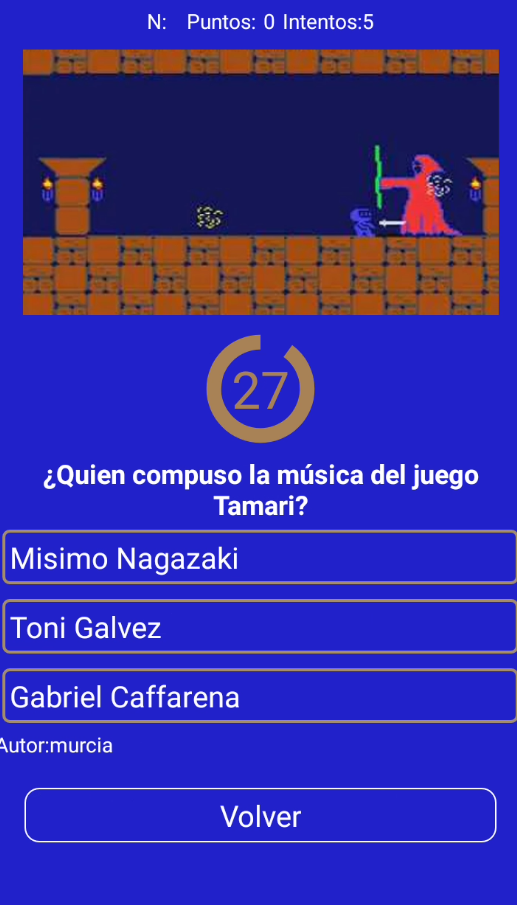 N: Puntos: 0 Intentos:5
27
¿Quien compuso la música del juego
Tamari?
Misimo Nagazaki
Toni Galvez
Gabriel Caffarena
Autor:murcia
Volver